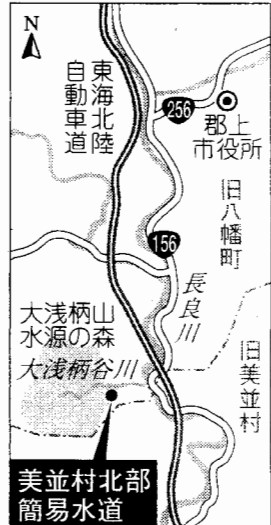 N
東海北陸
自動車道
256
郡上
市役所
旧八幡町
156
長良川
大浅柄山
水源の森
大浅柄谷川
旧美並村
美並村北部
簡易水道